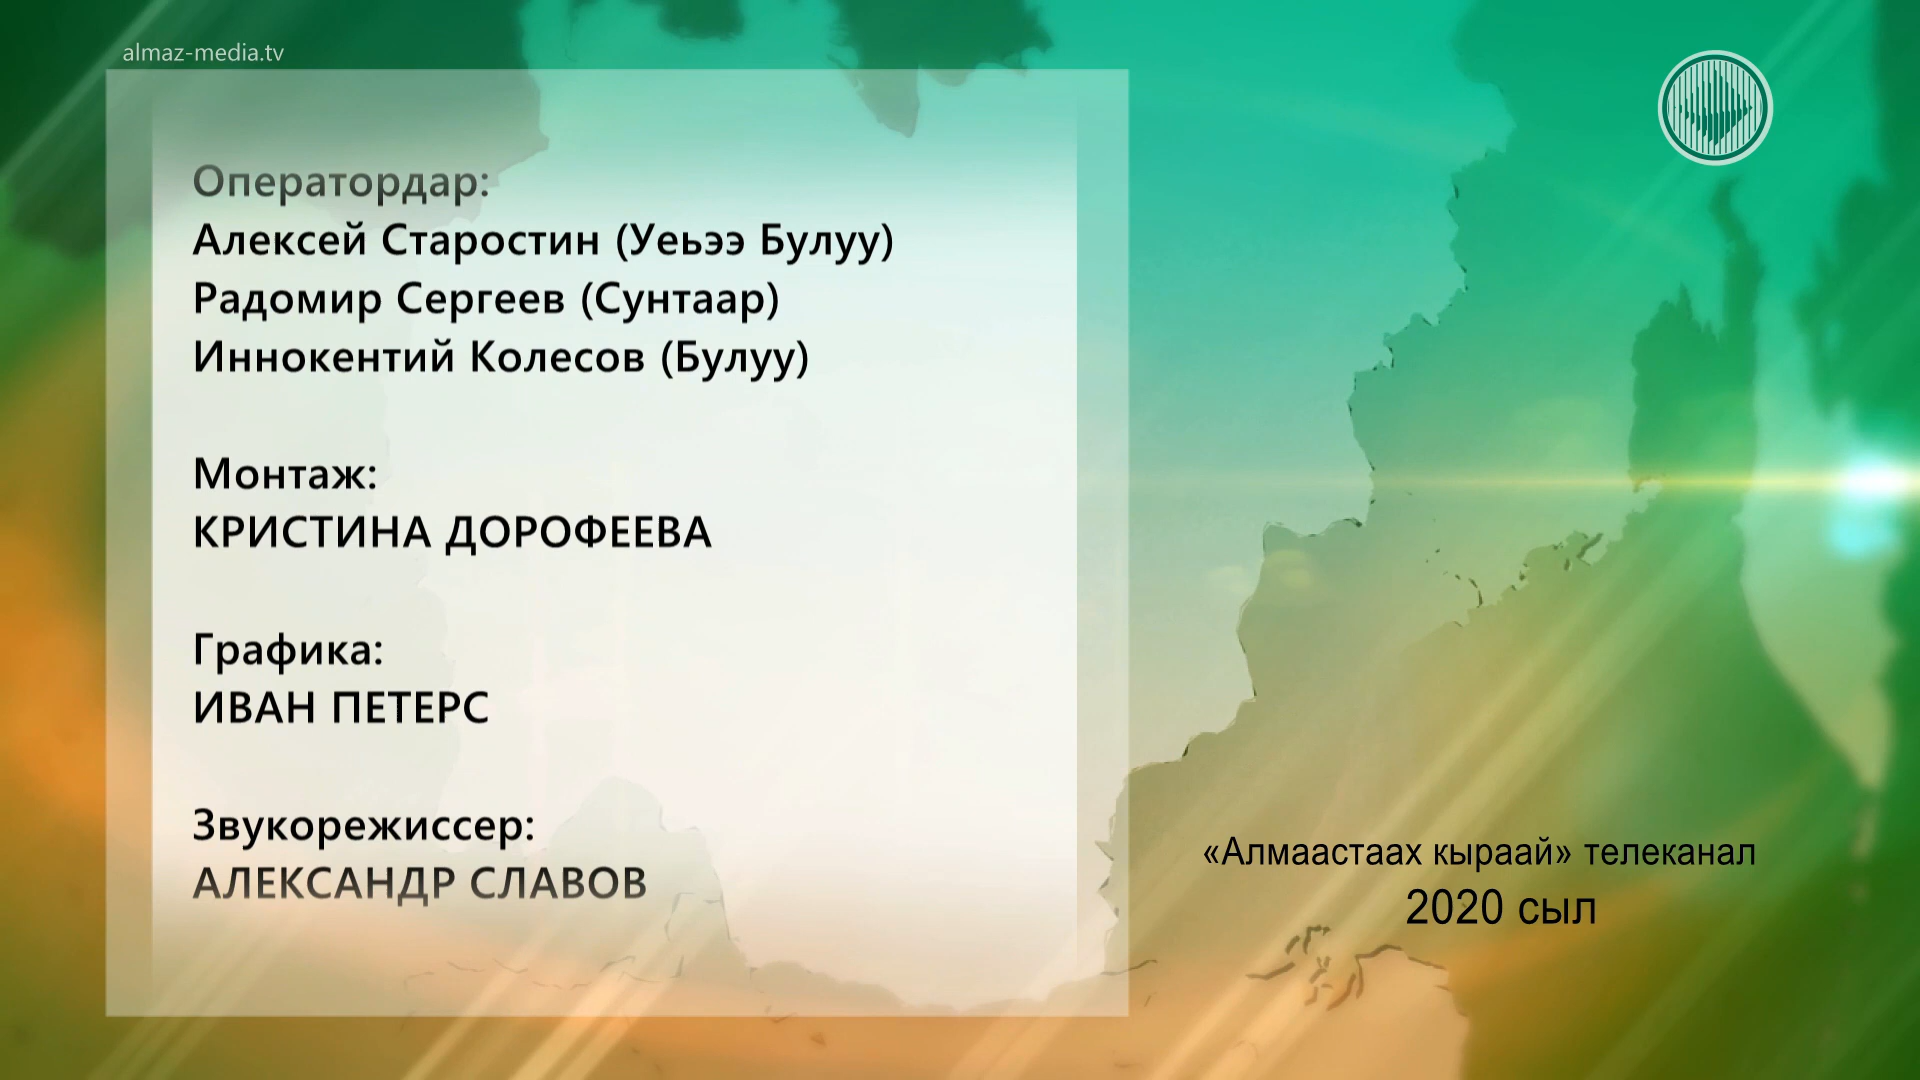 almaz-media.tv
Оператордар:
Алексей Старостин (Уеьээ Булуу)
Радомир Сергеев (Сунтаар)
Иннокентий Колесов (Булуу)
Монтаж:
КРИСТИНА ДОРОФЕЕВА
Графика:
ИВАН ПЕТЕРС
Звукорежиссер:
АЛЕКСАНДР СЛАВОВ
«Алмаастаах кыраай» телеканал
2020 сыл